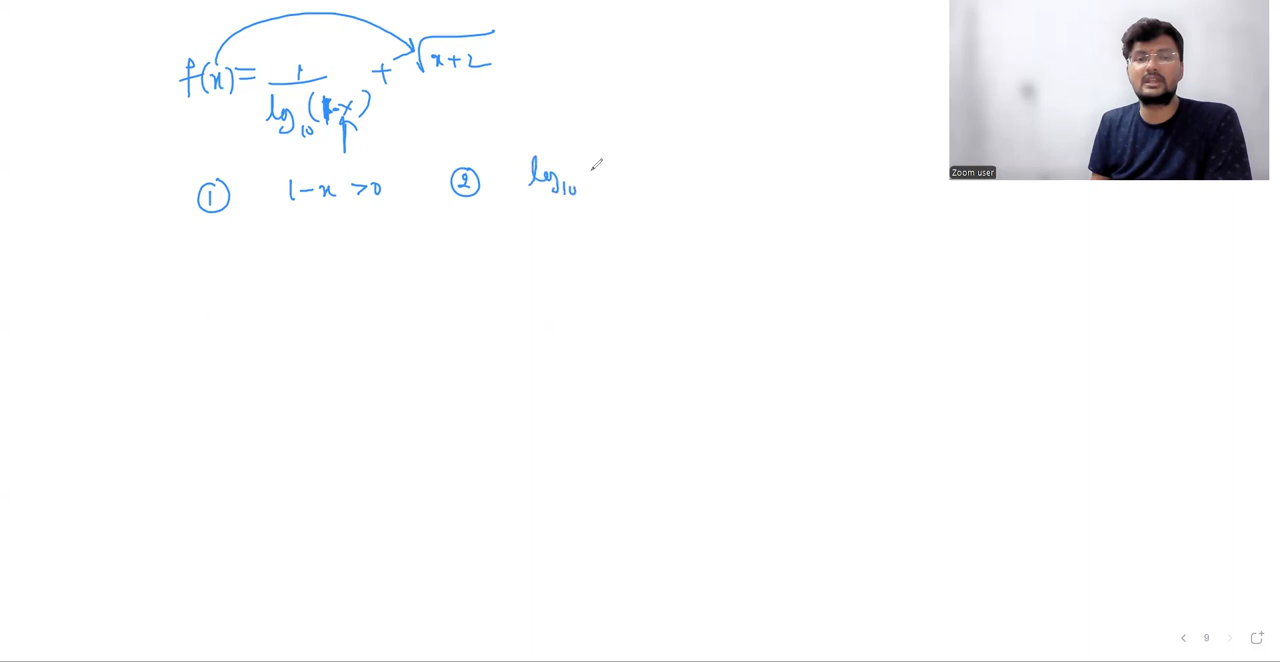 f(x) = 1/log₁₀(1-x) + √(x+2)
① 1-x >0 ② log₁₀
Zoom user
9